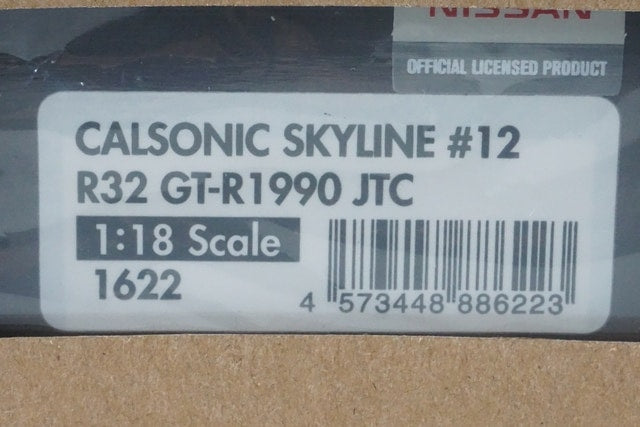 NISSAN
OFFICIAL LICENSED PRODUCT
CALSONIC SKYLINE #12
R32 GT-R1990 JTC
1:18 Scale
1622
4 573448 886223